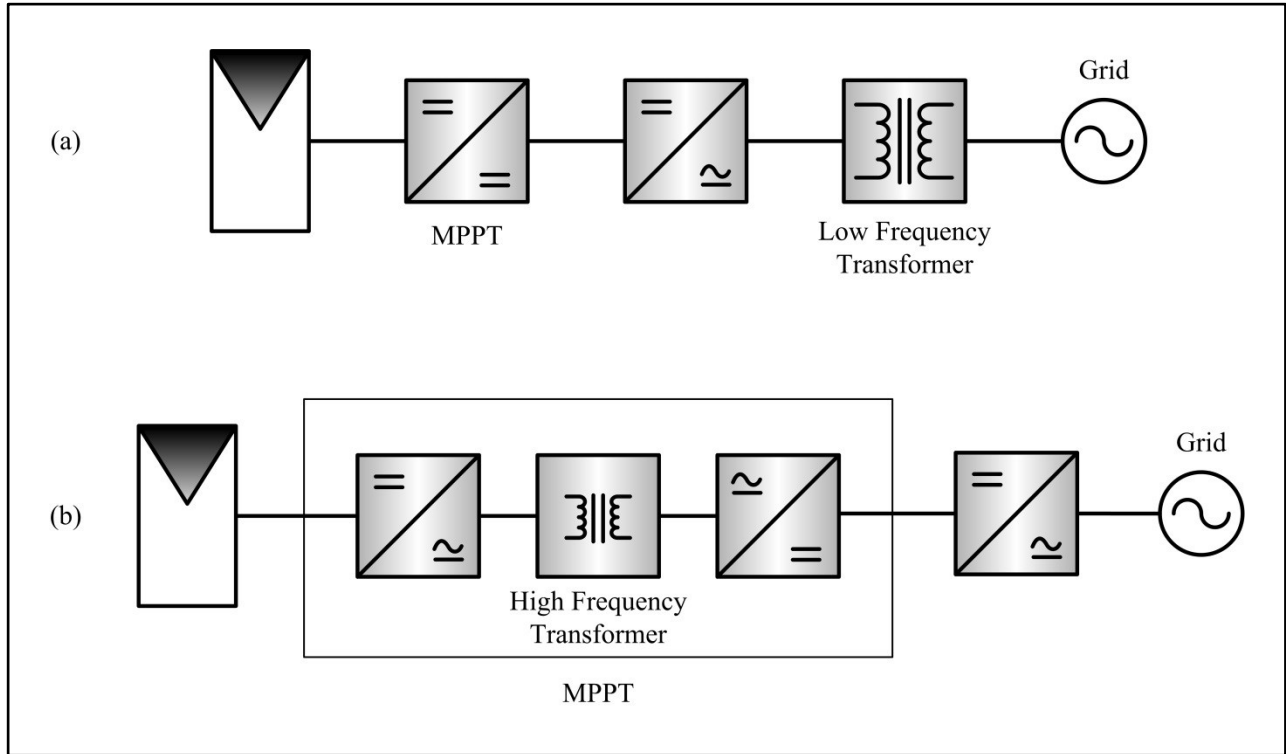 Grid
(a)
MPPT
Low Frequency
Transformer
Grid
(b)
High Frequency
Transformer
MPPT